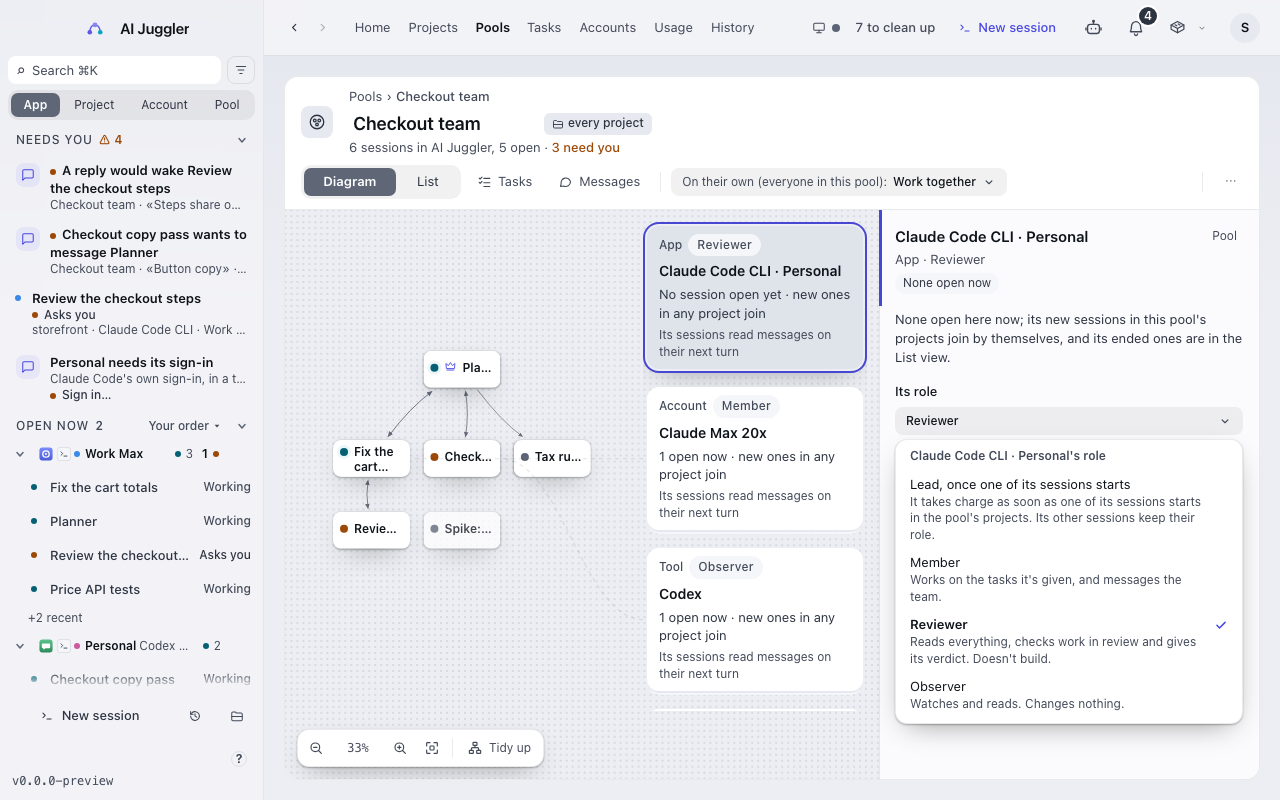 AI Juggler
Search ⌘K
App
Project
Account
Pool
NEEDS YOU
4
A reply would wake Review
the checkout steps
Checkout team · «Steps share o…
Checkout copy pass wants to
message Planner
Checkout team · «Button copy» ·…
Review the checkout steps
Asks you
storefront · Claude Code CLI · Work …
Personal needs its sign-in
Claude Code's own sign-in, in a t…
Sign in…
OPEN NOW 2
Your order
Work Max
3
1
Fix the cart totals
Working
Planner
Working
Review the checkout…
Asks you
Price API tests
Working
+2 recent
Personal Codex …
2
Checkout copy pass
Working
New session
?
v0.0.0-preview
Home
Projects
Pools
Tasks
Accounts
Usage
History
7 to clean up
New session
4
S
Pools › Checkout team
Checkout team
every project
6 sessions in AI Juggler, 5 open · 3 need you
Diagram
List
Tasks
Messages
On their own (everyone in this pool): Work together
…
Pla…
Fix the
cart…
Check…
Tax ru…
Revie…
Spike:…
App
Reviewer
Claude Code CLI · Personal
No session open yet · new ones
in any project join
Its sessions read messages on
their next turn
Account
Member
Claude Max 20x
1 open now · new ones in any
project join
Its sessions read messages on
their next turn
Tool
Observer
Codex
1 open now · new ones in any
project join
Its sessions read messages on
their next turn
33%
Tidy up
Claude Code CLI · Personal
Pool
App · Reviewer
None open now
None open here now; its new sessions in this pool's
projects join by themselves, and its ended ones are in the
List view.
Its role
Reviewer
Claude Code CLI · Personal's role
Lead, once one of its sessions starts
It takes charge as soon as one of its sessions starts
in the pool's projects. Its other sessions keep their
role.
Member
Works on the tasks it's given, and messages the
team.
Reviewer
Reads everything, checks work in review and gives
its verdict. Doesn't build.
Observer
Watches and reads. Changes nothing.